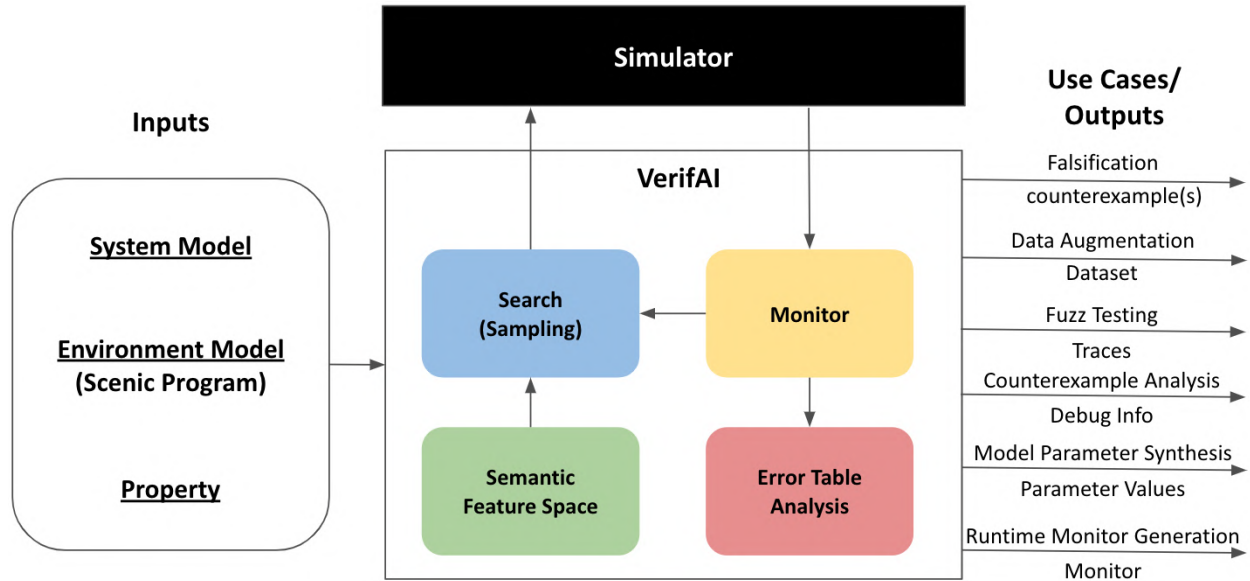 Simulator
Inputs
System Model
Environment Model
(Scenic Program)
Property
VerifAI
Search
(Sampling)
Monitor
Semantic
Feature Space
Error Table
Analysis
Use Cases/
Outputs
Falsification
counterexample(s)
Data Augmentation
Dataset
Fuzz Testing
Traces
Counterexample Analysis
Debug Info
Model Parameter Synthesis
Parameter Values
Runtime Monitor Generation
Monitor